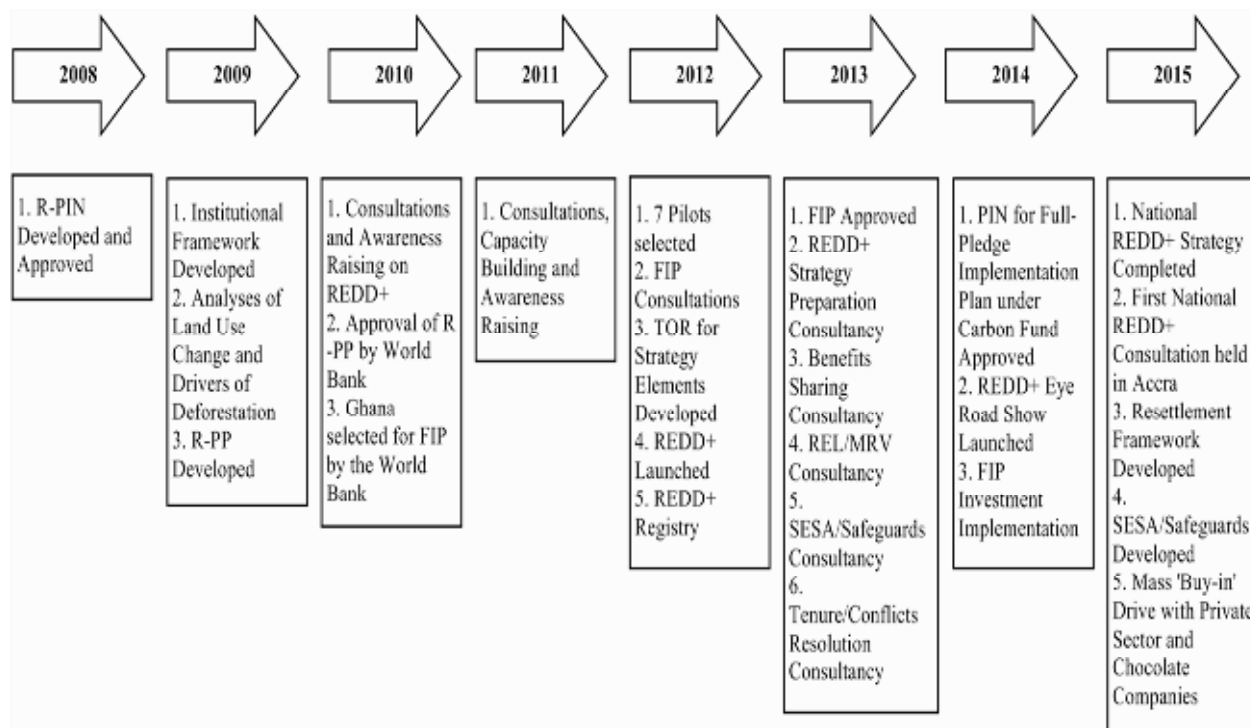 2008
2009
2010
2011
2012
2013
2014
2015
1. R-PIN
Developed and
Approved
1. Institutional
Framework
Developed
2. Analyses of
Land Use
Change and
Drivers of
Deforestation
3. R-PP
Developed
1. Consultations
and Awareness
Raising on
REDD+
2. Approval of R
-PP by World
Bank
3. Ghana
selected for FIP
by the World
Bank
1. Consultations,
Capacity
Building and
Awareness
Raising
1. 7 Pilots
selected
2. FIP
Consultations
3. TOR for
Strategy
Elements
Developed
4. REDD+
Launched
5. REDD+
Registry
1. FIP Approved
2. REDD+
Strategy
Preparation
Consultancy
3. Benefits
Sharing
Consultancy
4. REL/MRV
Consultancy
5.
SESA/Safeguards
Consultancy
6.
Tenure/Conflicts
Resolution
Consultancy
1. PIN for Full-
Pledge
Implementation
Plan under
Carbon Fund
Approved
2. REDD+ Eye
Road Show
Launched
3. FIP
Investment
Implementation
1. National
REDD+ Strategy
Completed
2. First National
REDD+
Consultation held
in Accra
3. Resettlement
Framework
Developed
4.
SESA/Safeguards
Developed
5. Mass 'Buy-in'
Drive with Private
Sector and
Chocolate
Companies